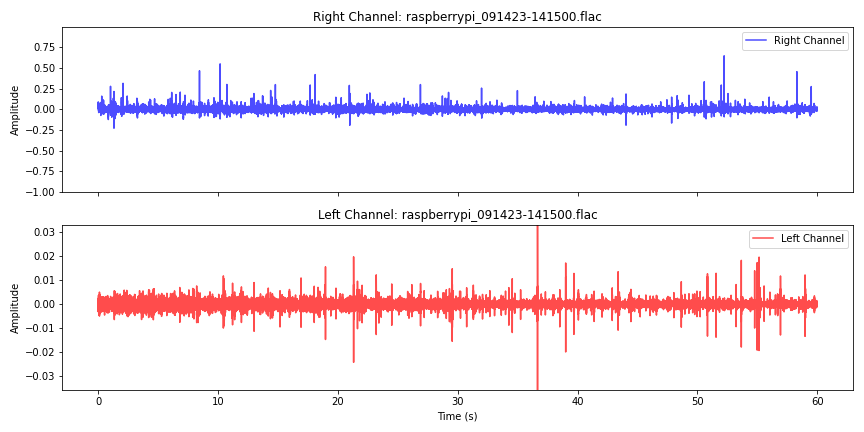 Right Channel: raspberrypi_091423-141500.flac
Right Channel
Amplitude
0.75
0.50
0.25
0.00
−0.25
−0.50
−0.75
−1.00
Left Channel: raspberrypi_091423-141500.flac
Left Channel
Amplitude
0.03
0.02
0.01
0.00
−0.01
−0.02
−0.03
0 10 20 30 40 50 60
Time (s)